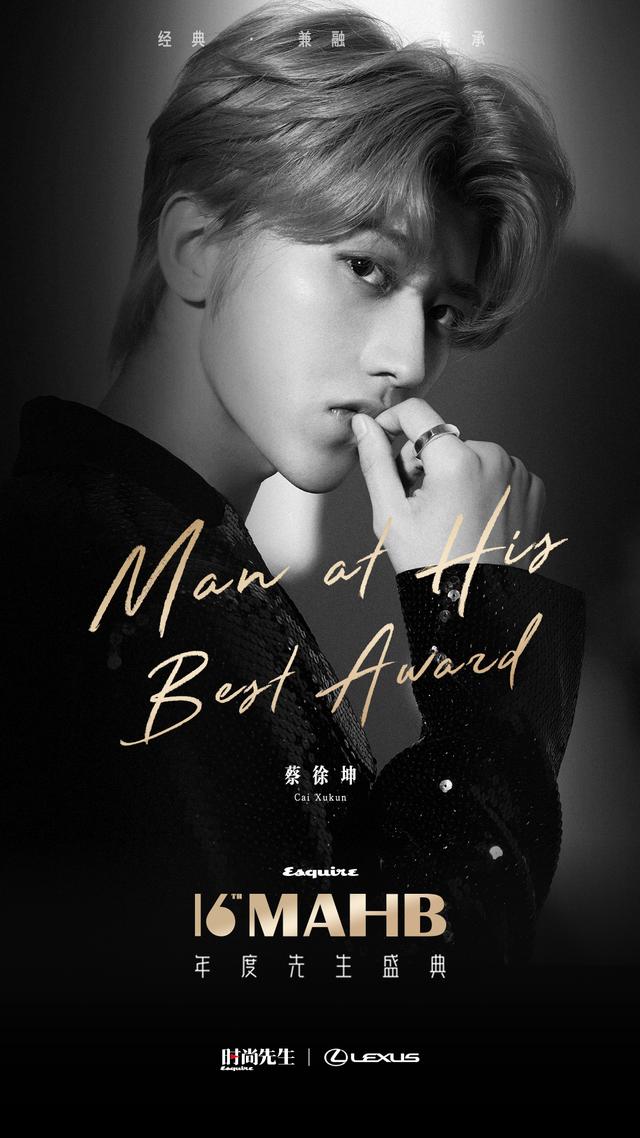 经典 · 兼融 · 传承
Man at His
Best Award
蔡徐坤
Cai Xukun
Esquire
16TH MAHB
年度先生盛典
时尚先生 LEXUS
Esquire